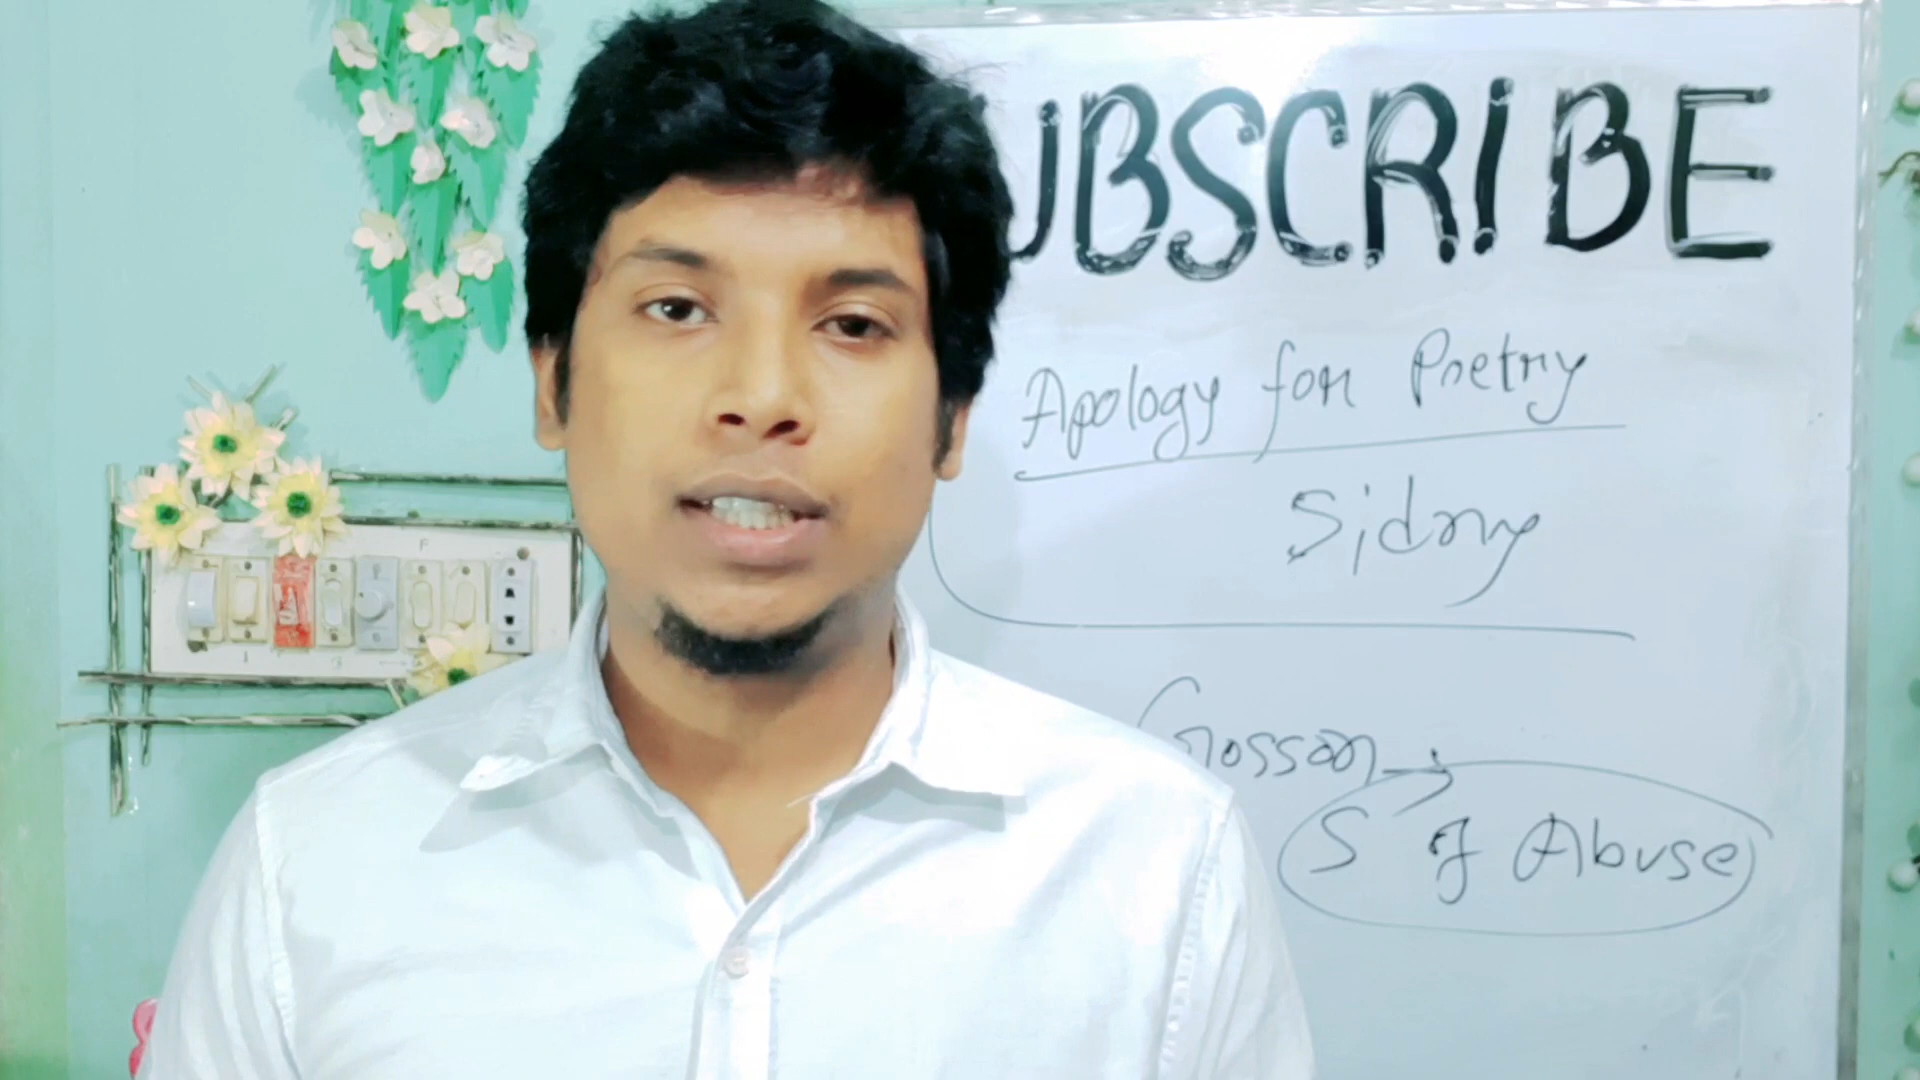 UBSCRIBE
Apology for Poetry
Sidney
Gosson →
S of Abuse